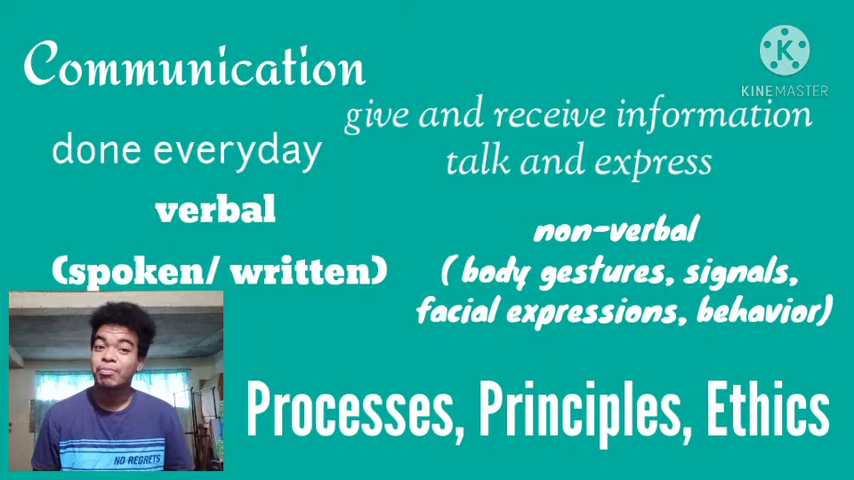 Communication
K
KINEMASTER
give and receive information
talk and express
done everyday
verbal
(spoken/ written)
non-verbal
( body gestures, signals,
facial expressions, behavior)
NO REGRETS
Processes, Principles, Ethics